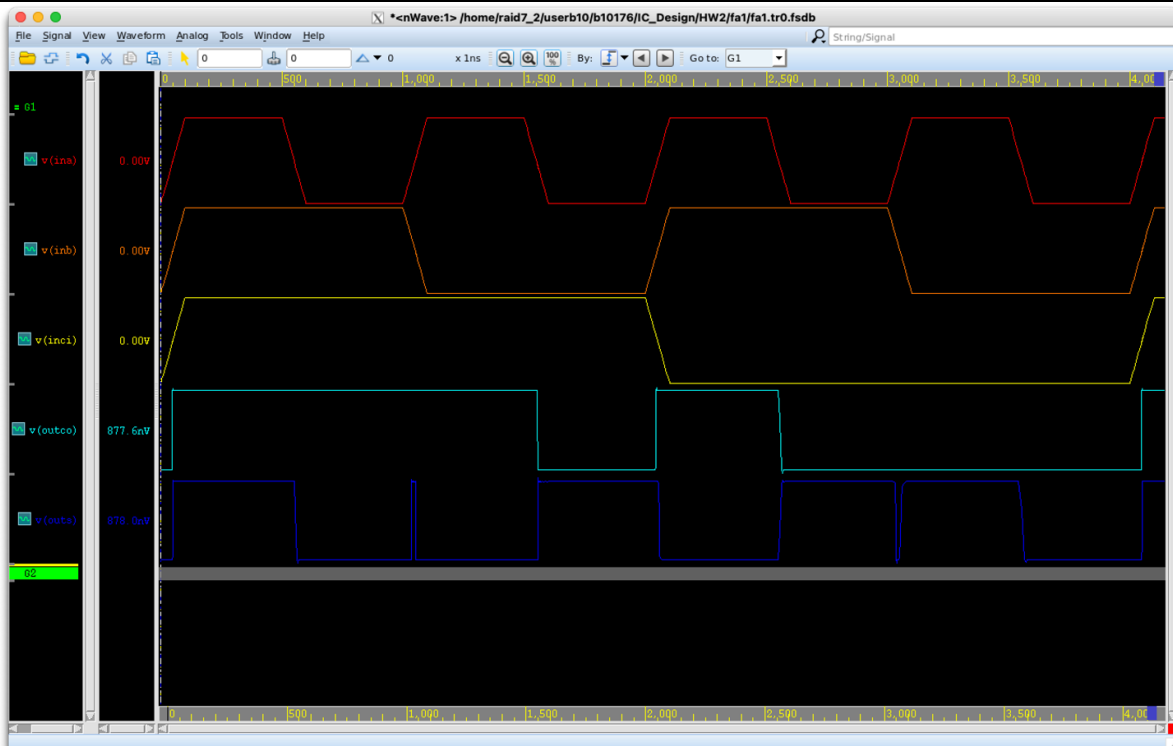 *<nWave:1> /home/raid7_2/userb10/b10176/IC_Design/HW2/fa1/fa1.tr0.fsdb
File Signal View Waveform Analog Tools Window Help String/Signal
0 0 0 x 1ns 100 % By: Go to: G1
0 500 1,000 1,500 2,000 2,500 3,000 3,500 4,00
G1
v(ina) 0.00V
v(inb) 0.00V
v(inci) 0.00V
v(outco) 877.6nV
v(outs) 878.0nV
G2
0 500 1,000 1,500 2,000 2,500 3,000 3,500 4,00